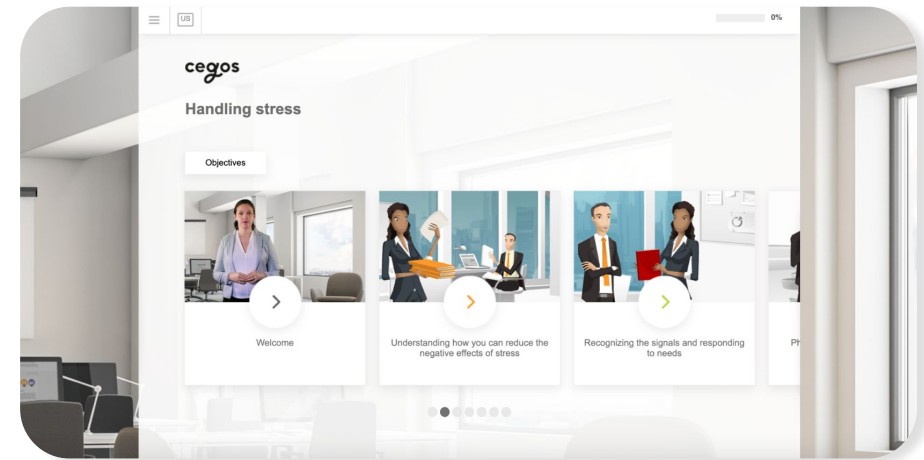 US
0%
cegos
Handling stress
Objectives
Welcome
Understanding how you can reduce the
negative effects of stress
Recognizing the signals and responding
to needs
Ph